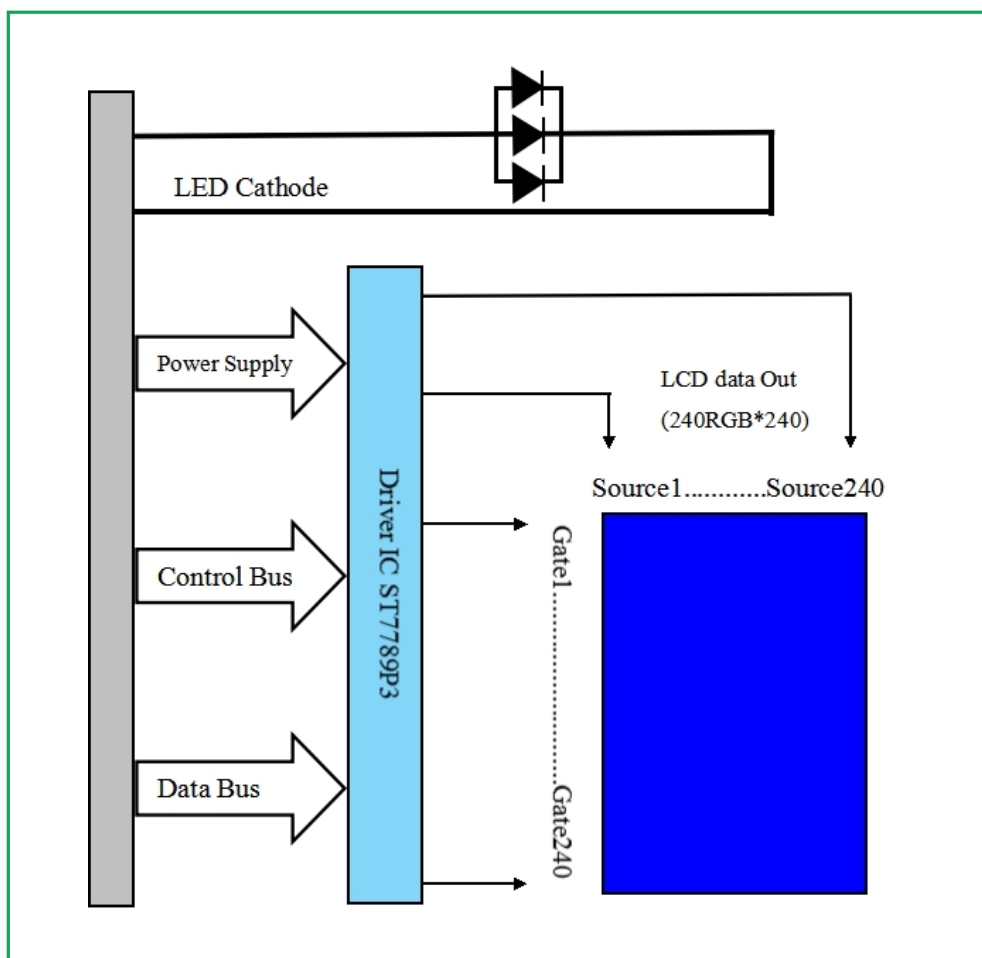 LED Cathode
Power Supply
LCD data Out
(240RGB*240)
Source1............Source240
Driver IC ST7789P3
Gate1........................Gate240
Control Bus
Data Bus